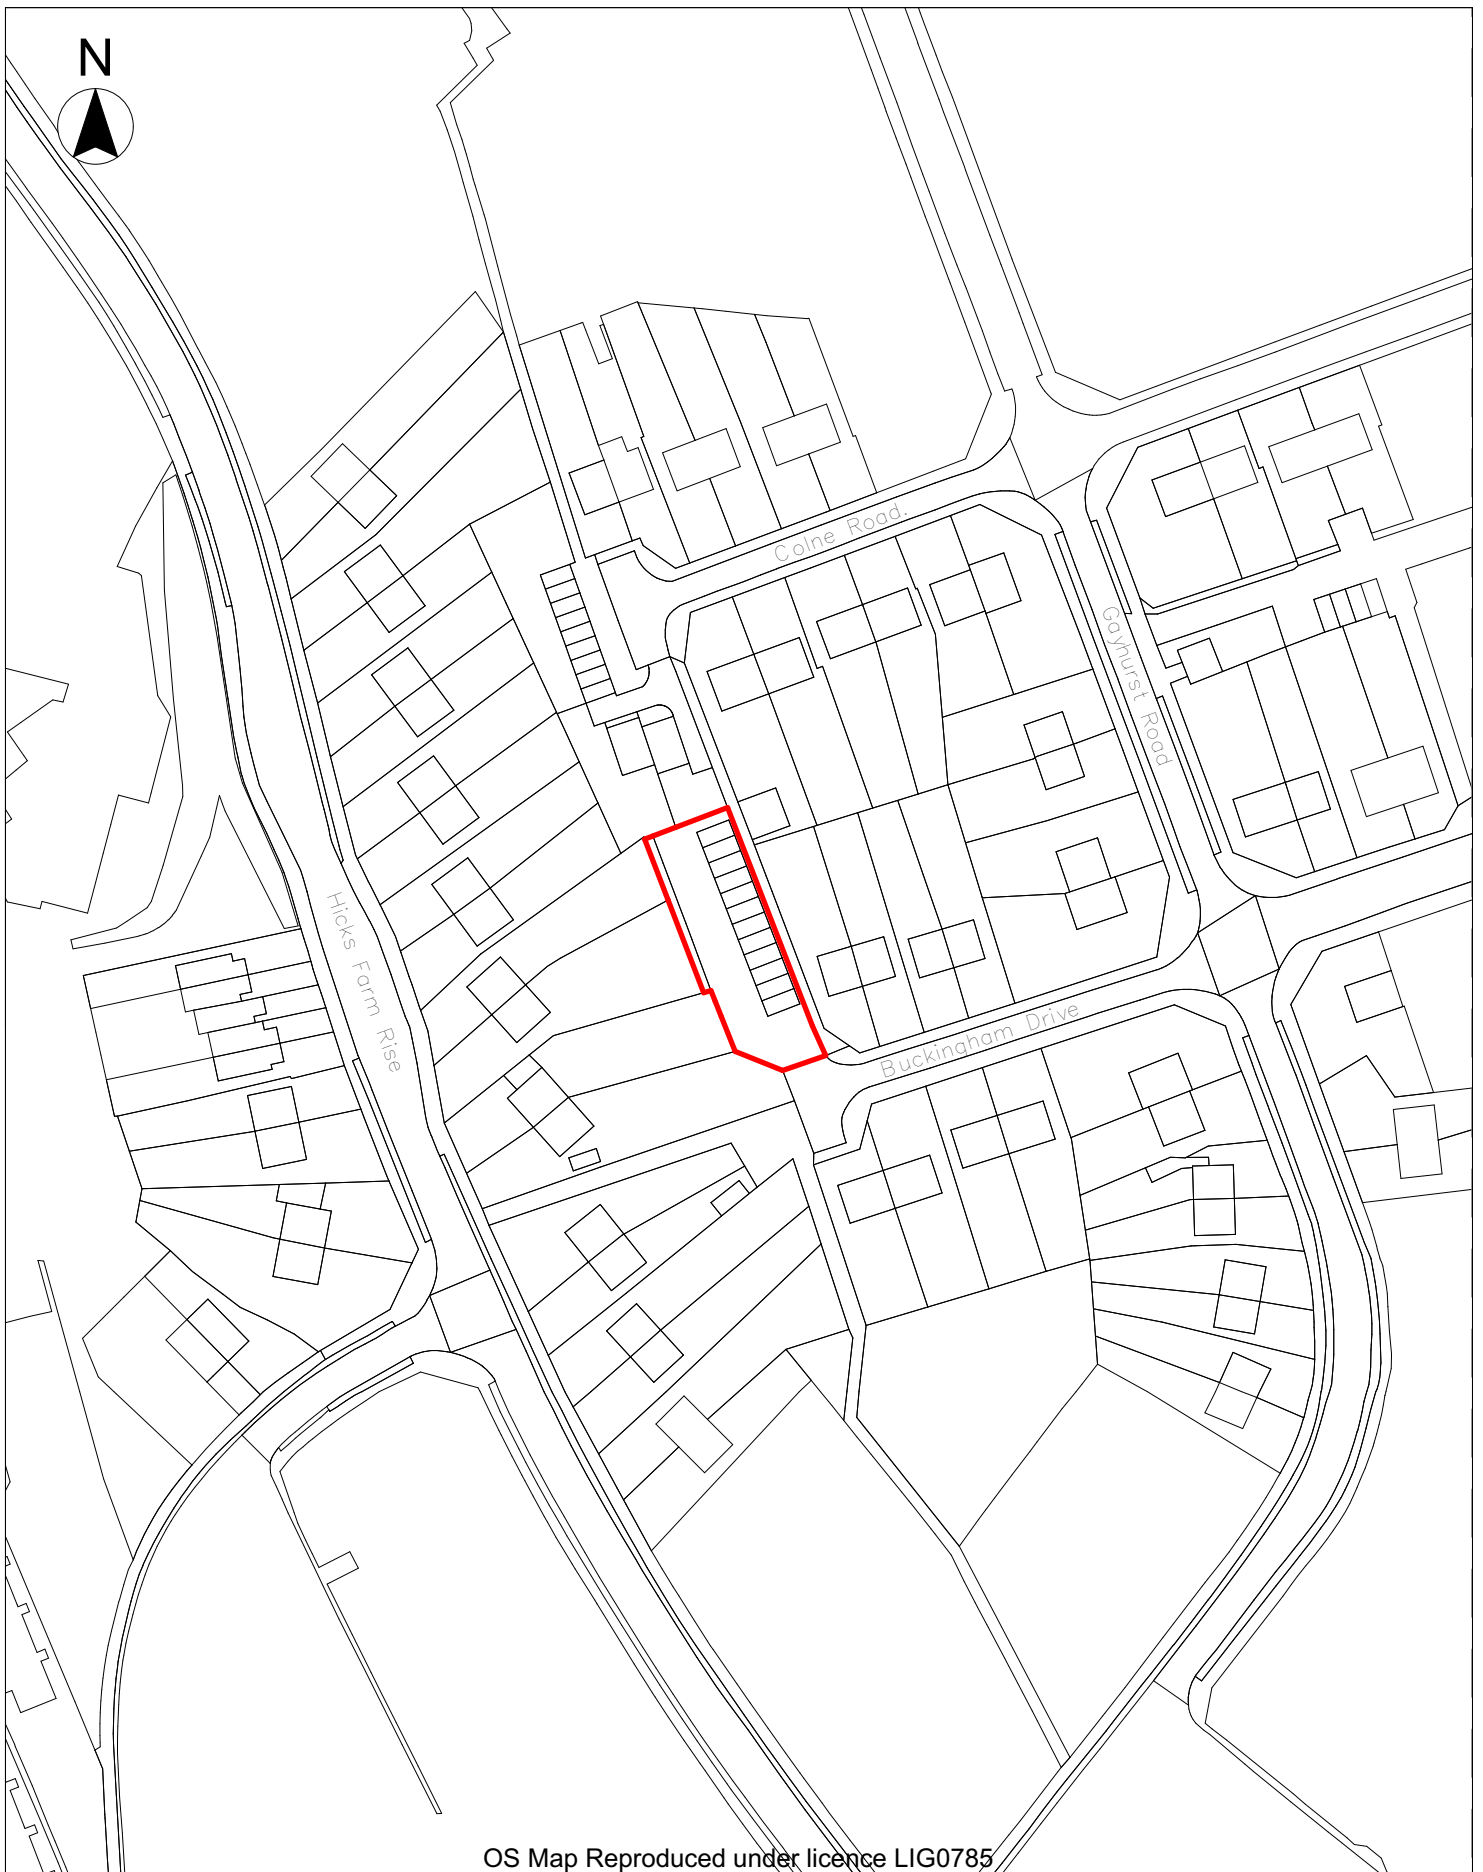 N
Colne Road.
Gayhurst Road
Hicks Farm Rise
Buckingham Drive
OS Map Reproduced under licence LIG0785